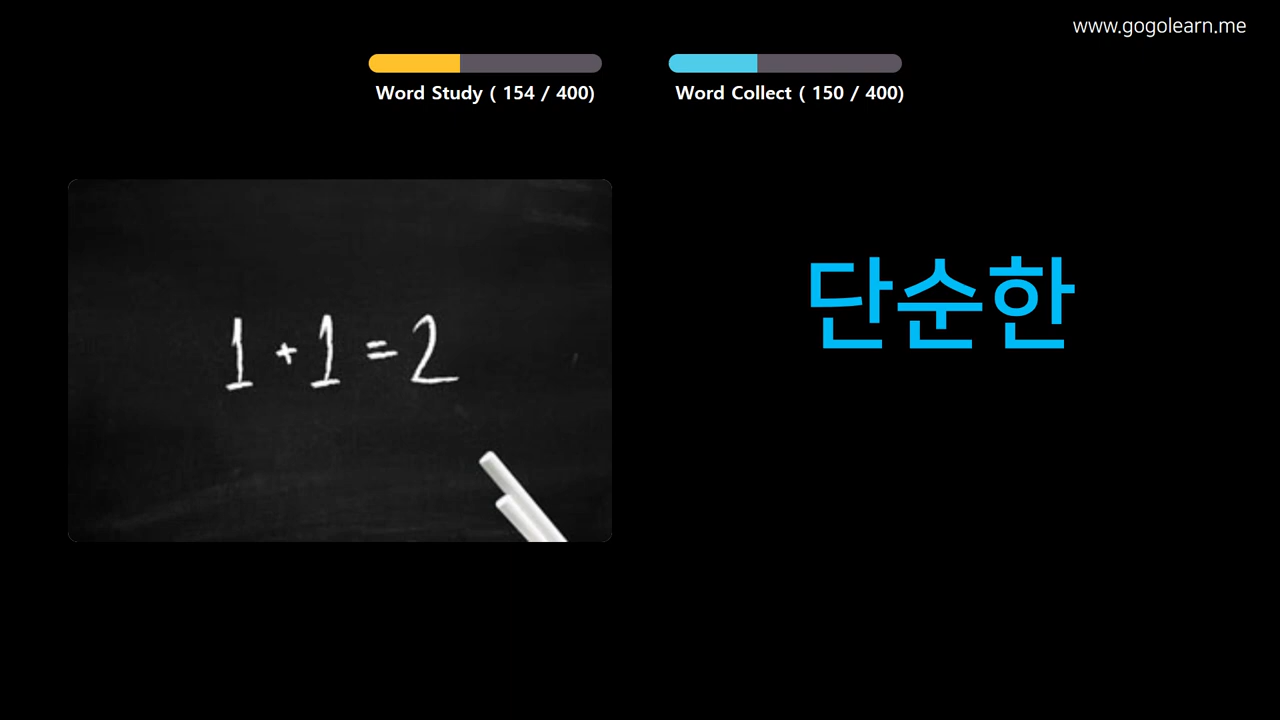 www.gogolearn.me
Word Study ( 154 / 400)
Word Collect ( 150 / 400)
1 + 1 = 2
단순한